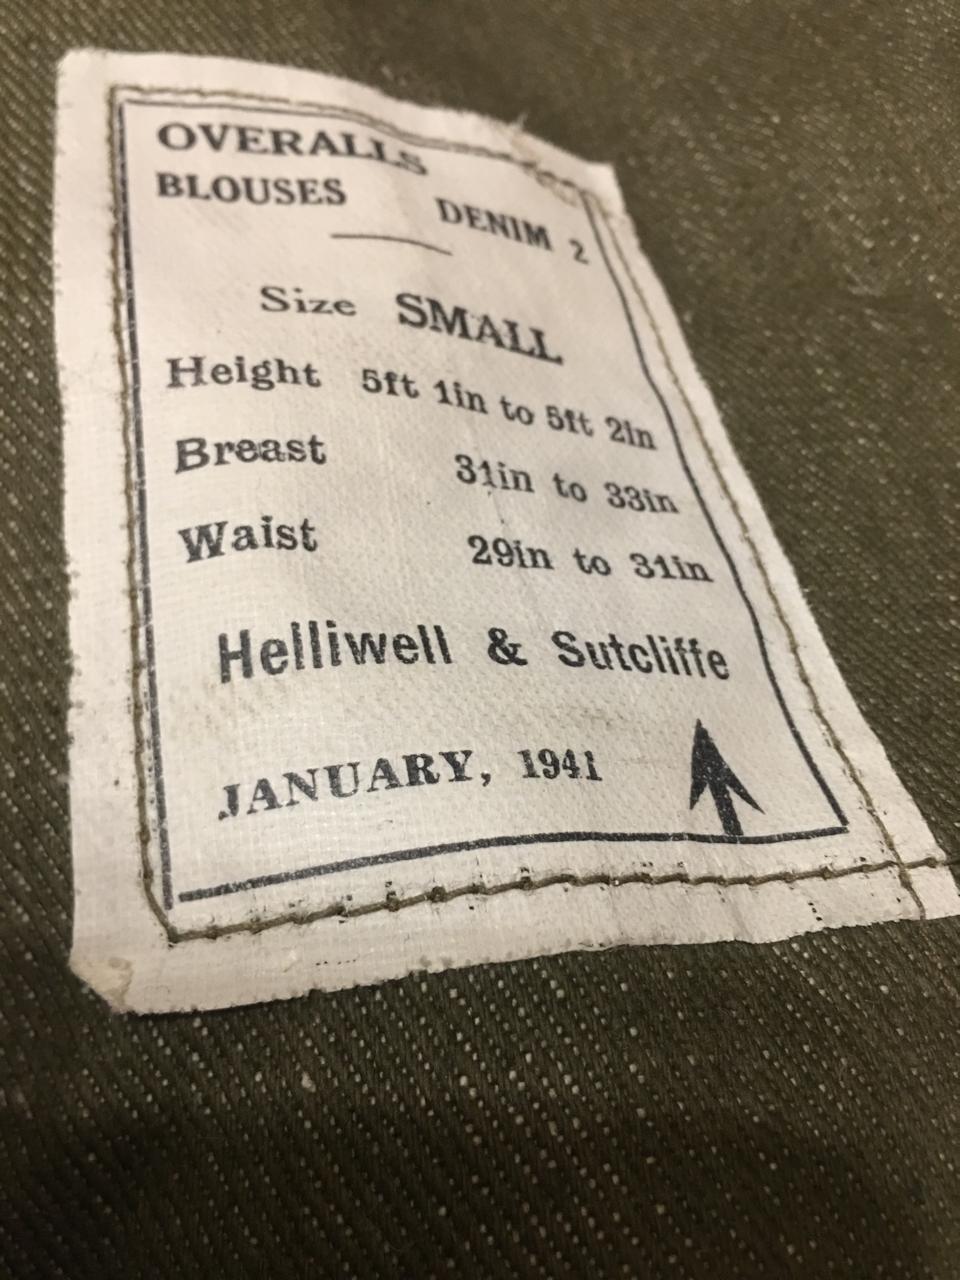 OVERALLS
BLOUSES DENIM 2
Size SMALL
Height 5ft 1in to 5ft 2in
Breast 31in to 33in
Waist 29in to 31in
Helliwell & Sutcliffe
JANUARY, 1941